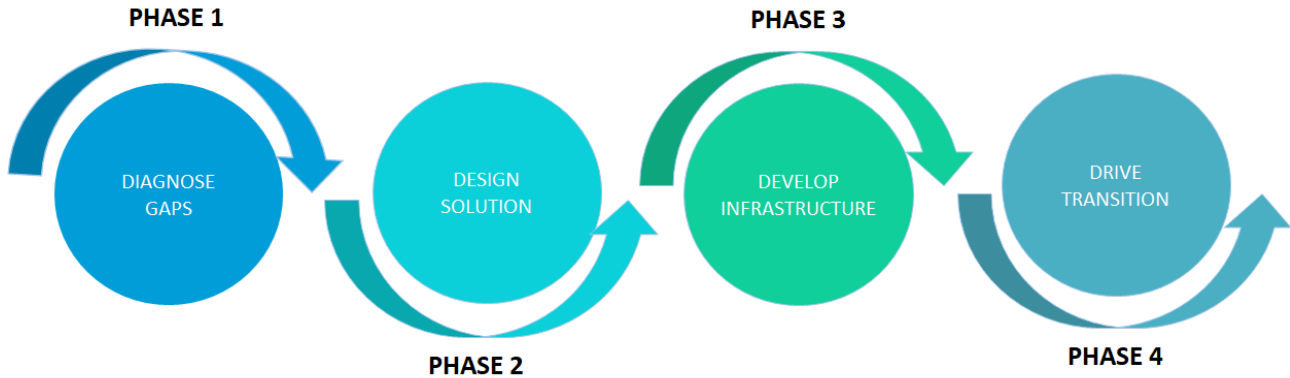 PHASE 1
DIAGNOSE
GAPS
DESIGN
SOLUTION
PHASE 2
PHASE 3
DEVELOP
INFRASTRUCTURE
DRIVE
TRANSITION
PHASE 4